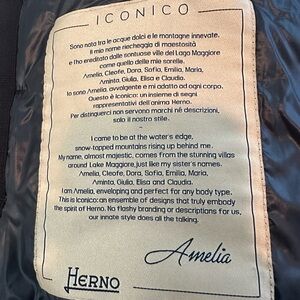 ICONICO
Sono nata tra le acque dolci e le montagne innevate.
Il mio nome riecheggia di maestosità
e l'ho ereditato dalle sontuose ville del Lago Maggiore
come quello delle mie sorelle.
Amelia, Cleofe, Dora, Sofia, Emilia, Maria,
Aminta, Giulia, Elisa e Claudia.
Io sono Amelia, avvolgente e adatta ad ogni corpo.
Questo è Iconico: un insieme di segni
rappresentativi dell'anima Herno.
Per distinguerci non servono marchi né descrizioni,
solo il nostro stile.
I came to be at the water's edge,
snow-tapped mountains rising up behind me.
My name, almost majestic, comes from the stunning villas
around Lake Maggiore, just like my sister's names.
Amelia, Cleofe, Dora, Sofia, Emilia, Maria,
Aminta, Giulia, Elisa and Claudia.
I am Amelia, enveloping and perfect for any body type.
This is Iconico: an ensemble of designs that truly embody
the spirit of Herno. No flashy branding or descriptions for us,
our innate style does all the talking.
Amelia
HERNO